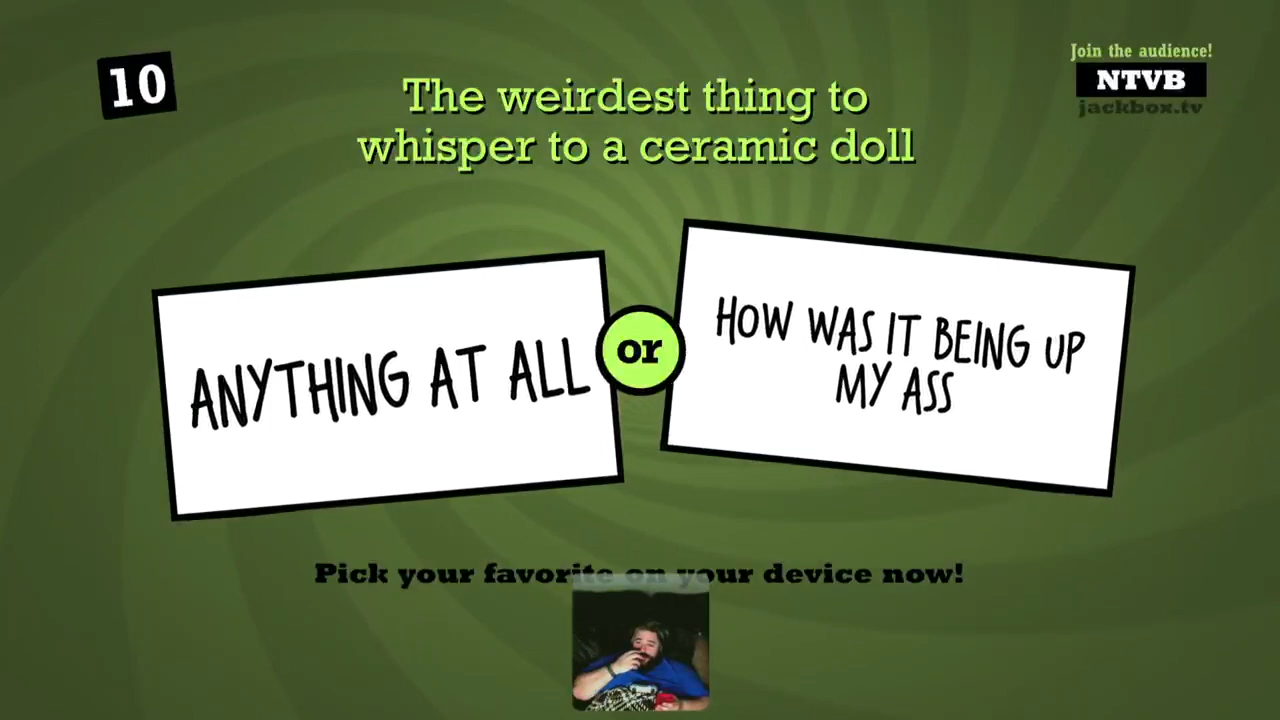 10
The weirdest thing to
whisper to a ceramic doll
Join the audience!
NTVB
jackbox.tv
ANYTHING AT ALL
or
HOW WAS IT BEING UP
MY ASS
Pick your favorite on your device now!